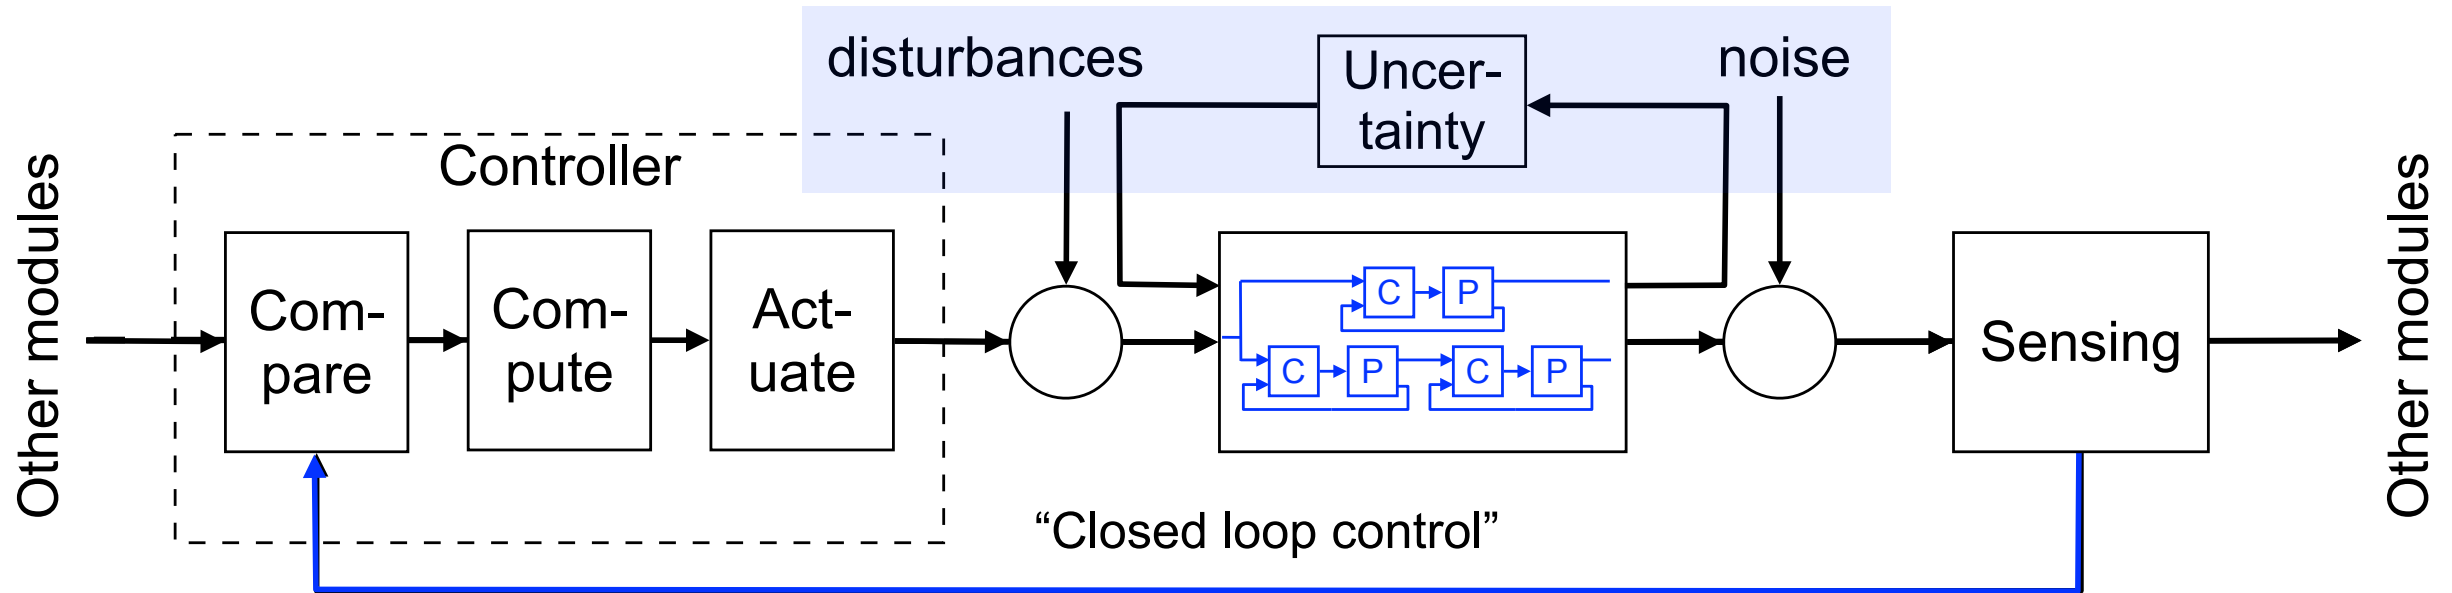 disturbances
Uncer-
tainty
noise
Controller
Other modules
Com-
pare
Com-
pute
Act-
uate
C
P
C
P
C
P
Sensing
Other modules
“Closed loop control”